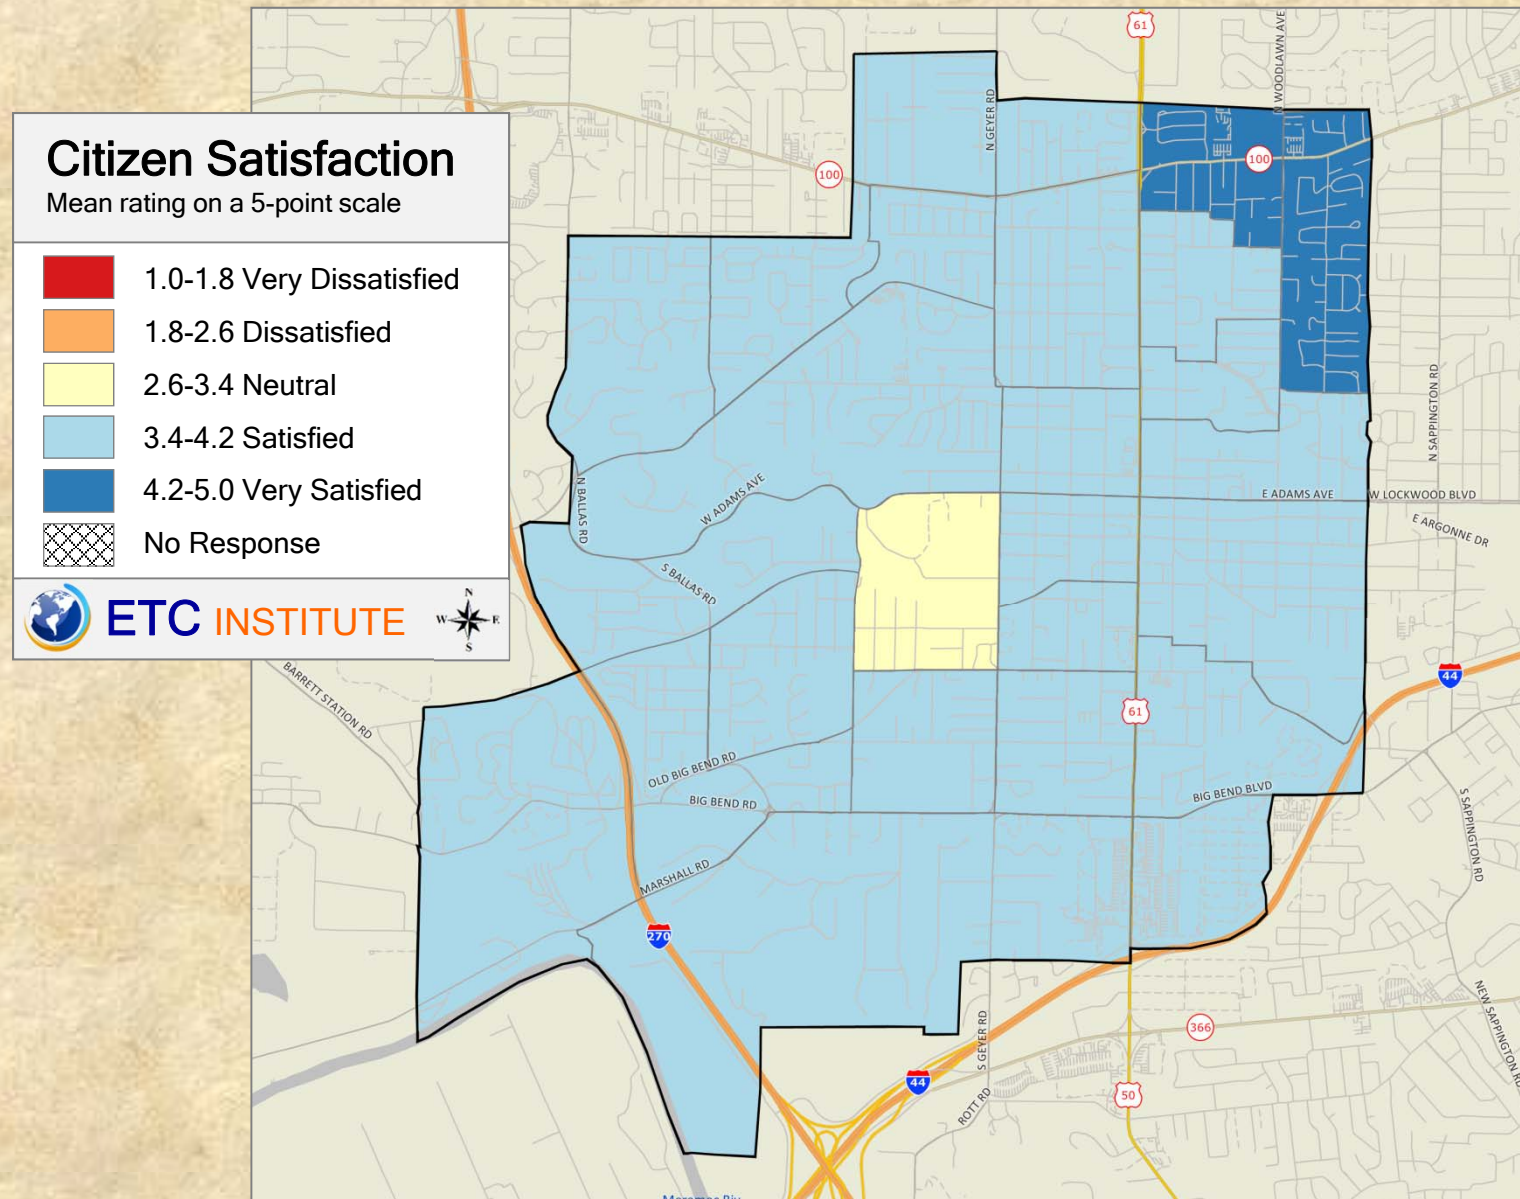 Citizen Satisfaction
Mean rating on a 5-point scale
1.0-1.8 Very Dissatisfied
1.8-2.6 Dissatisfied
2.6-3.4 Neutral
3.4-4.2 Satisfied
4.2-5.0 Very Satisfied
No Response
ETC INSTITUTE
N
W E
S
61
N WOODLAWN AVE
N GEYER RD
100
100
N SAPPINGTON RD
N BALLAS RD
W ADAMS AVE
E ADAMS AVE
W LOCKWOOD BLVD
E ARGONNE DR
S BALLAS RD
BARRETT STATION RD
44
61
OLD BIG BEND RD
BIG BEND RD
BIG BEND BLVD
S SAPPINGTON RD
MARSHALL RD
270
NEW SAPPINGTON RD
S GEYER RD
366
44
50
ROTT RD